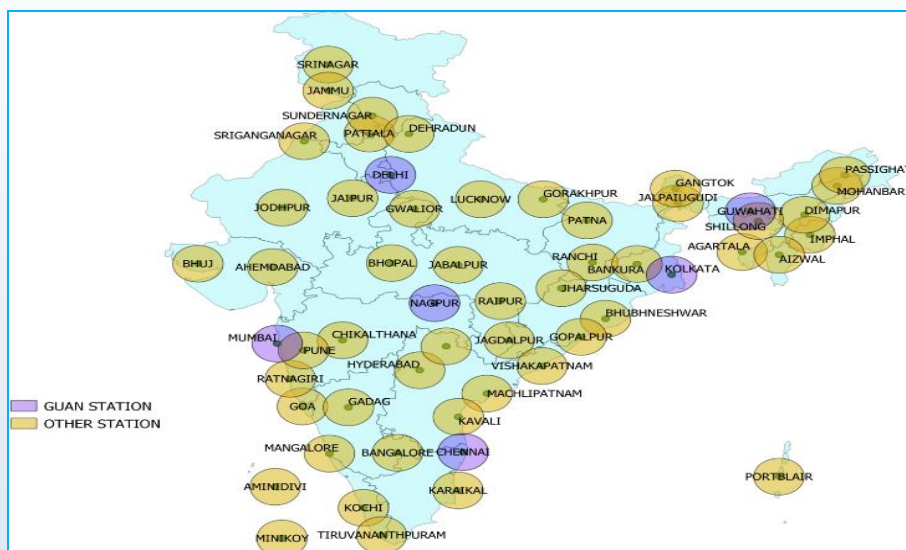 SRINAGAR
JAMMU
SUNDERNAGAR
SRIGANGANAGAR
PATIALA
DEHRADUN
DELHI
PASSIGHAT
MOHANBARI
GANGTOK
JALPAIUGUDI
JODHPUR
JAIPUR
GWALIOR
LUCKNOW
GORAKHPUR
PATNA
GUWAHATI
SHILLONG
DIMAPUR
IMPHAL
AGARTALA
AIZWAL
BHUJ
AHEMDABAD
BHOPAL
JABALPUR
RANCHI
BANKURA
KOLKATA
JHARSUGUDA
NAGPUR
RAIPUR
BHUBHNESHWAR
MUMBAI
PUNE
CHIKALTHANA
JAGDALPUR
GOPALPUR
HYDERABAD
VISHAKAPATNAM
RATNAGIRI
MACHLIPATNAM
GUAN STATION
OTHER STATION
GOA
GADAG
KAVALI
MANGALORE
BANGALORE
CHENNAI
AMINIDIVI
KARAIKAL
PORTBLAIR
KOCHI
MINIKOY
TIRUVANANTHPURAM